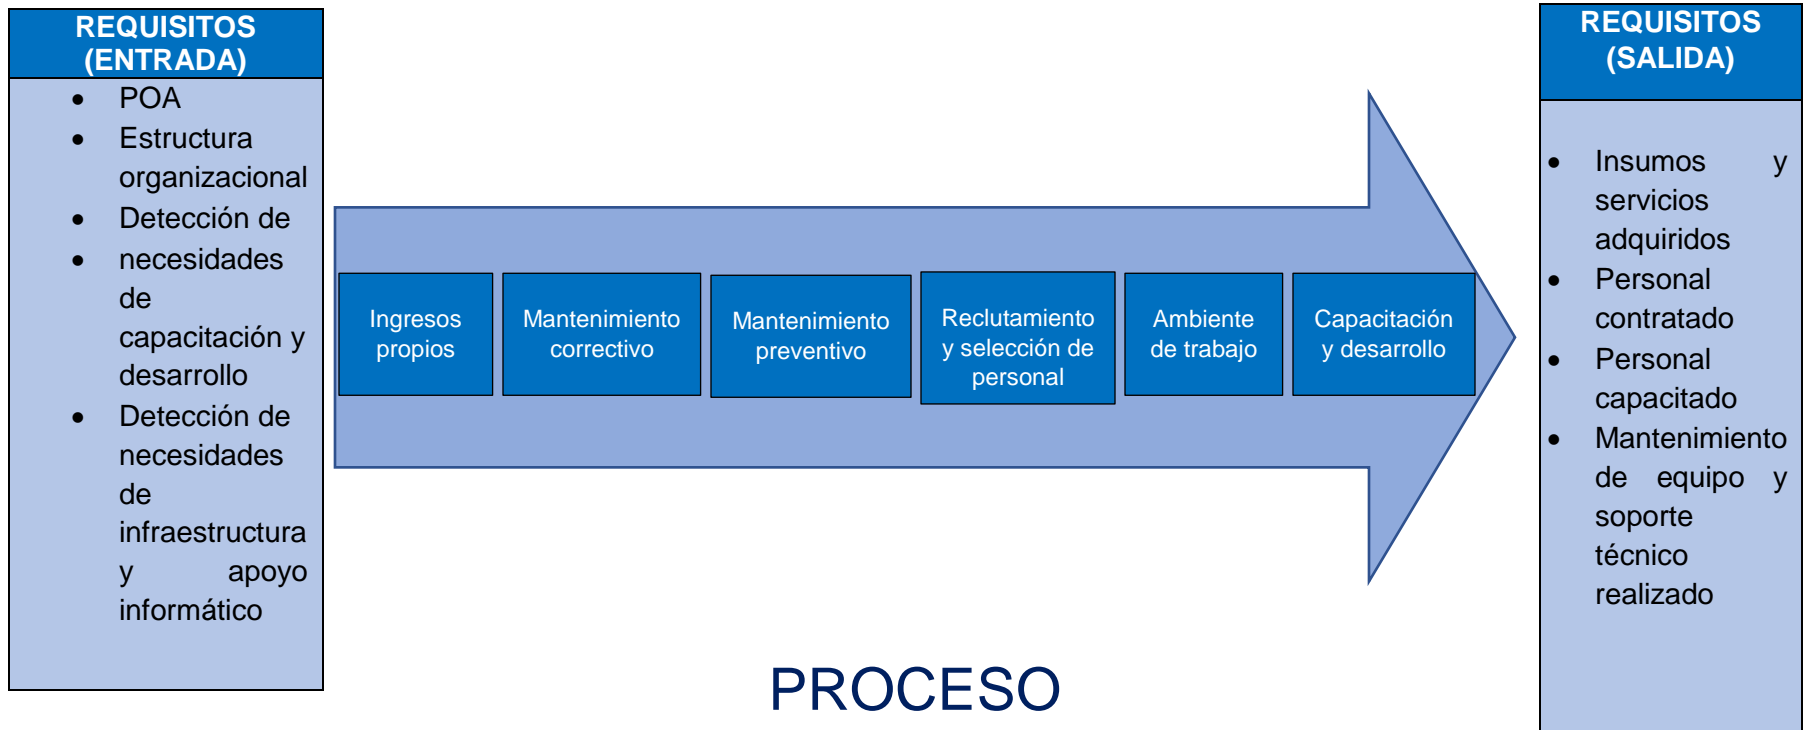 REQUISITOS
(ENTRADA)
• POA
• Estructura
organizacional
• Detección de
• necesidades
de
capacitación y
desarrollo
• Detección de
necesidades
de
infraestructura
y apoyo
informático
Ingresos
propios
Mantenimiento
correctivo
Mantenimiento
preventivo
Reclutamiento
y selección de
personal
Ambiente
de trabajo
Capacitación
y desarrollo
PROCESO
REQUISITOS
(SALIDA)
• Insumos y
servicios
adquiridos
• Personal
contratado
• Personal
capacitado
• Mantenimiento
de equipo y
soporte
técnico
realizado